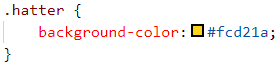 .hatter {
background-color: #fcd21a;
}